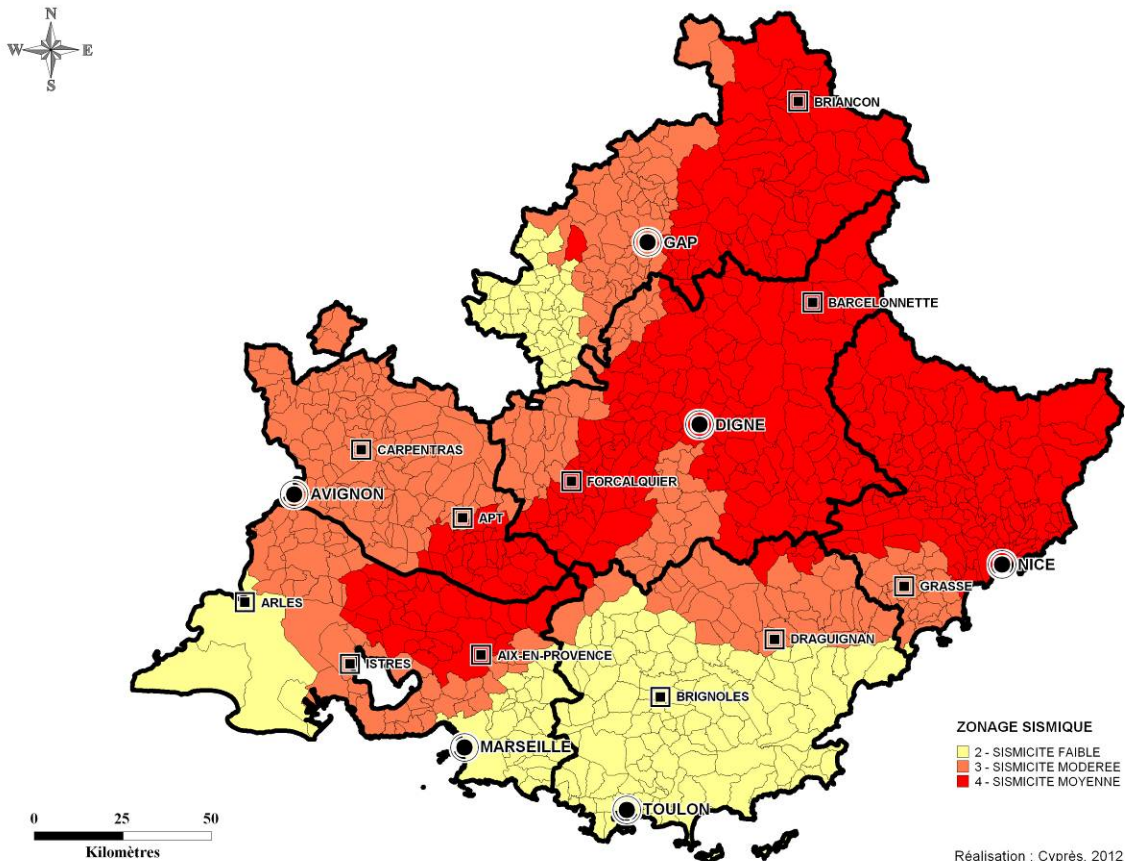 N
W E
S
BRIANCON
GAP
BARCELONNETTE
DIGNE
CARPENTRAS
FORCALQUIER
AVIGNON
APT
NICE
GRASSE
ARLES
DRAGUIGNAN
AIX-EN-PROVENCE
ISTRES
BRIGNOLES
MARSEILLE
TOULON
ZONAGE SISMIQUE
2 - SISMICITE FAIBLE
3 - SISMICITE MODEREE
4 - SISMICITE MOYENNE
0 25 50
Kilomètres
Réalisation : Cyprès, 2012